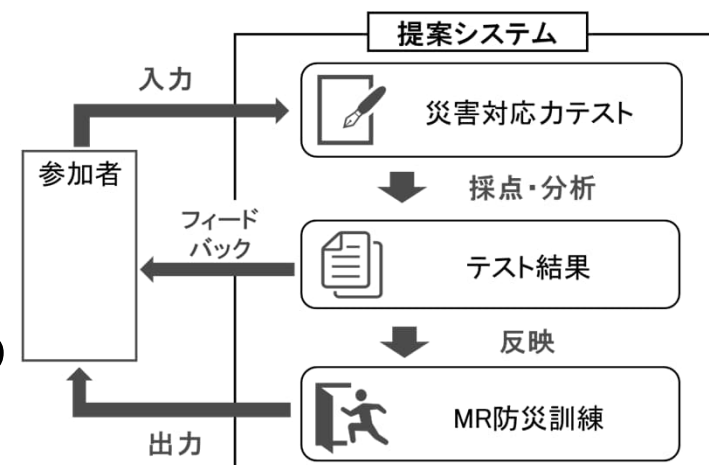 提案システム
入力
災害対応力テスト
参加者
採点・分析
フィード
バック
テスト結果
反映
MR防災訓練
出力